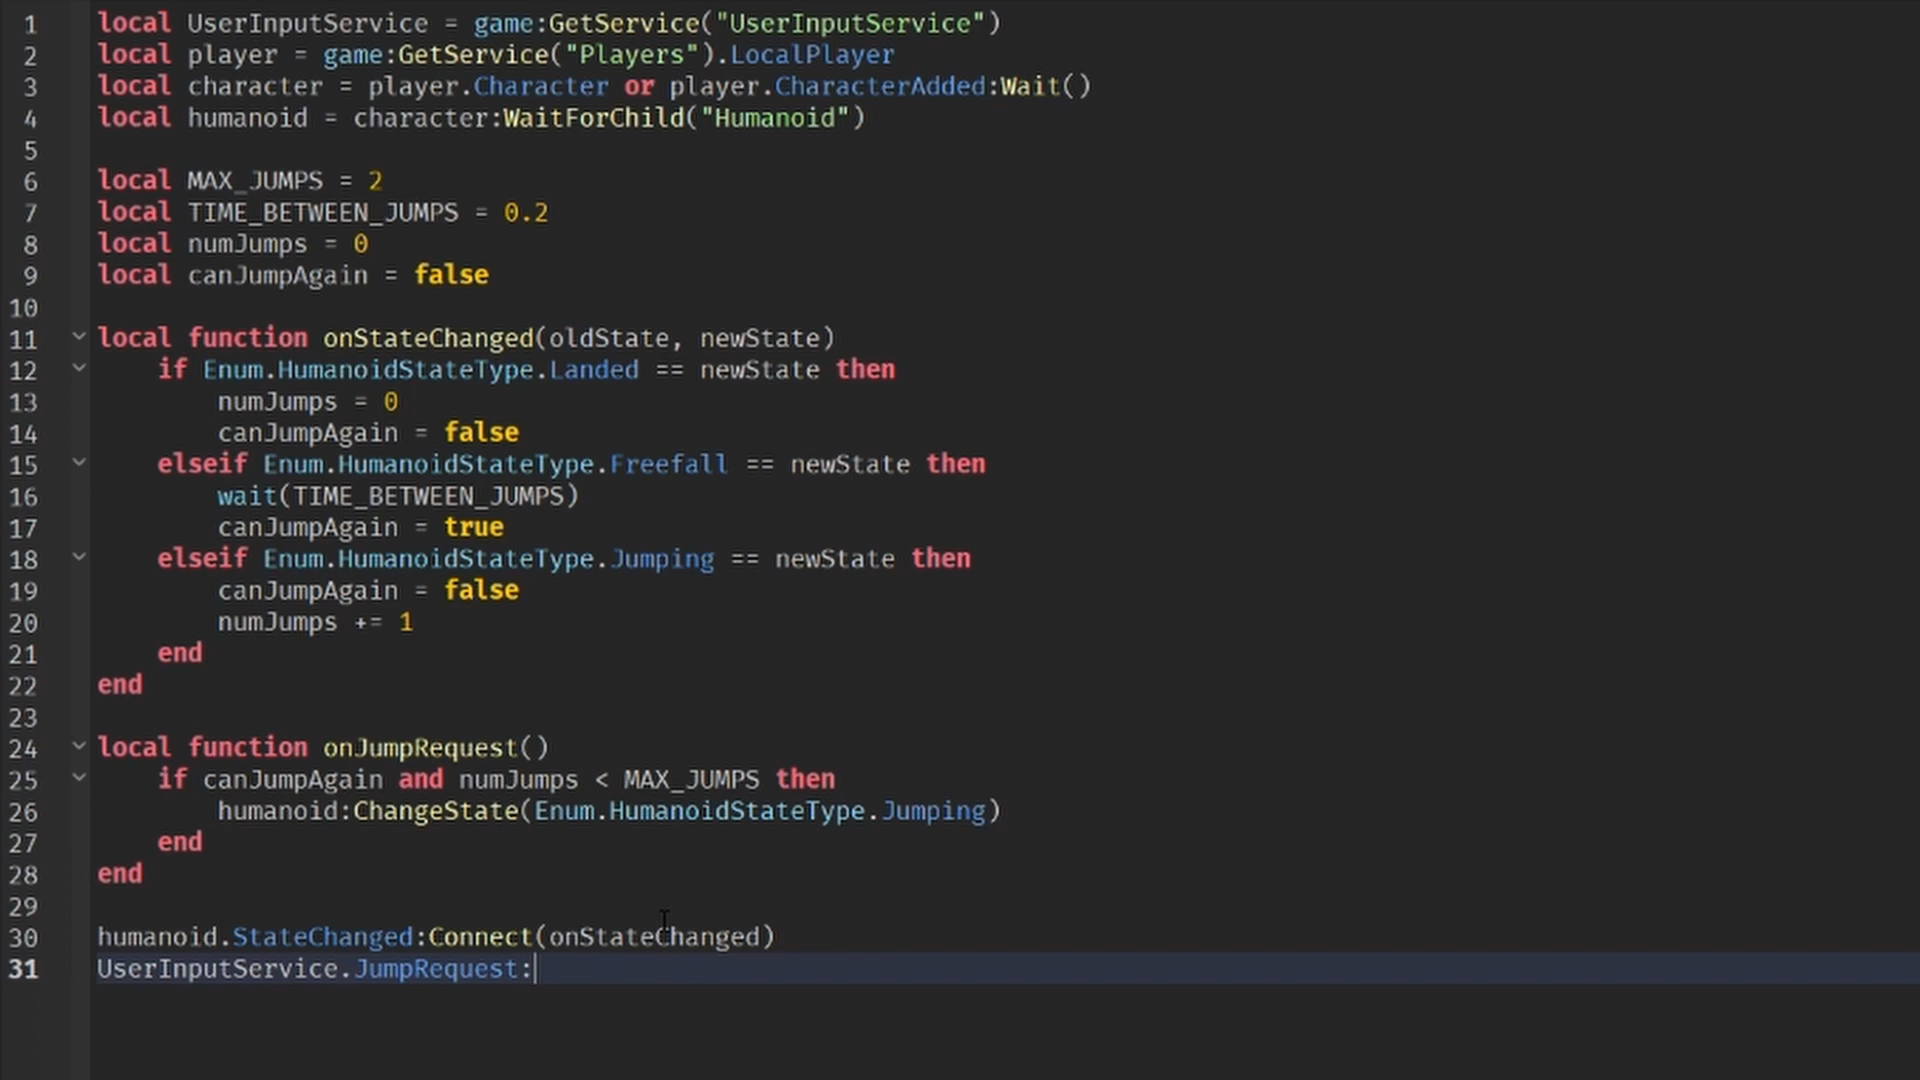 1 local UserInputService = game:GetService("UserInputService")
2 local player = game:GetService("Players").LocalPlayer
3 local character = player.Character or player.CharacterAdded:Wait()
4 local humanoid = character:WaitForChild("Humanoid")
5
6 local MAX_JUMPS = 2
7 local TIME_BETWEEN_JUMPS = 0.2
8 local numJumps = 0
9 local canJumpAgain = false
10
11 local function onStateChanged(oldState, newState)
12     if Enum.HumanoidStateType.Landed == newState then
13         numJumps = 0
14         canJumpAgain = false
15     elseif Enum.HumanoidStateType.Freefall == newState then
16         wait(TIME_BETWEEN_JUMPS)
17         canJumpAgain = true
18     elseif Enum.HumanoidStateType.Jumping == newState then
19         canJumpAgain = false
20         numJumps += 1
21     end
22 end
23
24 local function onJumpRequest()
25     if canJumpAgain and numJumps < MAX_JUMPS then
26         humanoid:ChangeState(Enum.HumanoidStateType.Jumping)
27     end
28 end
29
30 humanoid.StateChanged:Connect(onStateChanged)
31 UserInputService.JumpRequest: